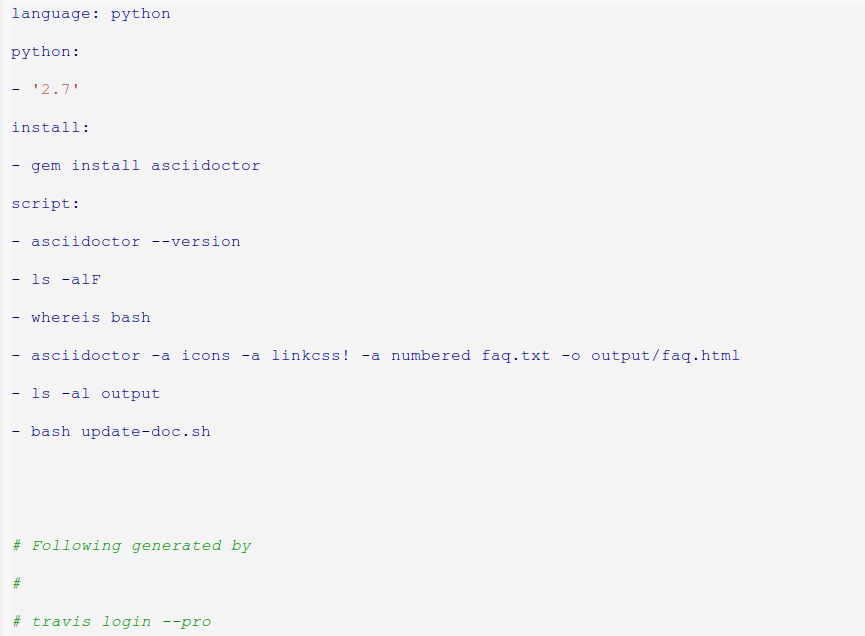 language: python
python:
- '2.7'
install:
- gem install asciidoctor
script:
- asciidoctor --version
- ls -alF
- whereis bash
- asciidoctor -a icons -a linkcss! -a numbered faq.txt -o output/faq.html
- ls -al output
- bash update-doc.sh
# Following generated by
#
# travis login --pro